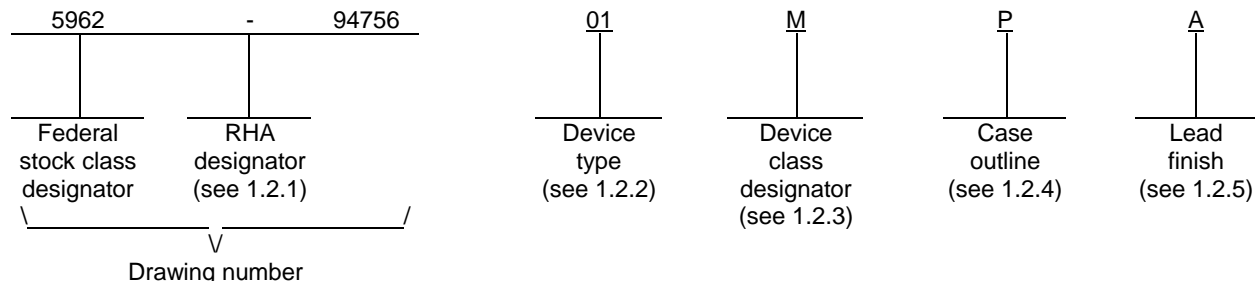 5962 - 94756 01 M P A
Federal stock class designator
RHA designator (see 1.2.1)
Device type (see 1.2.2)
Device class designator (see 1.2.3)
Case outline (see 1.2.4)
Lead finish (see 1.2.5)
\ /
\/
Drawing number